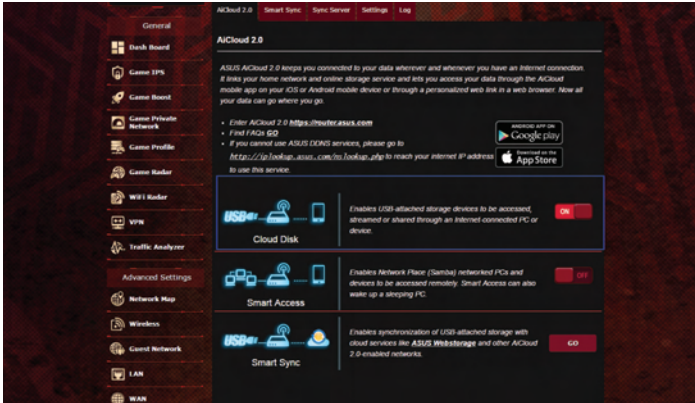 General
Dash Board
Game IPS
Game Boost
Game Private
Network
Game Profile
Game Radar
WiFi Radar
VPN
Traffic Analyzer
Advanced Settings
Network Map
Wireless
Guest Network
LAN
WAN
AiCloud 2.0 Smart Sync Sync Server Settings Log
AiCloud 2.0
ASUS AiCloud 2.0 keeps you connected to your data wherever and whenever you have an Internet connection.
It links your home network and online storage service and lets you access your data through the AiCloud
mobile app on your iOS or Android mobile device or through a personalized web link in a web browser. Now all
your data can go where you go.
• Enter AiCloud 2.0 https://router.asus.com
• Find FAQs GO
• If you cannot use ASUS DDNS services, please go to
http://iplookup.asus.com/nslookup.php to reach your internet IP address
to use this service.
ANDROID APP ON
Google play
Download on the
App Store
USB
Cloud Disk
Enables USB-attached storage devices to be accessed,
streamed or shared through an Internet-connected PC or
device.
ON
Smart Access
Enables Network Place (Samba) networked PCs and
devices to be accessed remotely. Smart Access can also
wake up a sleeping PC.
OFF
USB
Smart Sync
Enables synchronization of USB-attached storage with
cloud services like ASUS Webstorage and other AiCloud
2.0-enabled networks.
GO